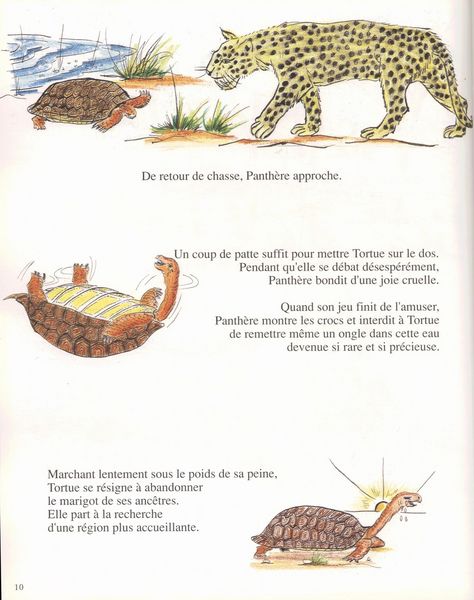 De retour de chasse, Panthère approche.
Un coup de patte suffit pour mettre Tortue sur le dos.
Pendant qu'elle se débat désespérément,
Panthère bondit d'une joie cruelle.
Quand son jeu finit de l'amuser,
Panthère montre les crocs et interdit à Tortue
de remettre même un ongle dans cette eau
devenue si rare et si précieuse.
Marchant lentement sous le poids de sa peine,
Tortue se résigne à abandonner
le marigot de ses ancêtres.
Elle part à la recherche
d'une région plus accueillante.
10